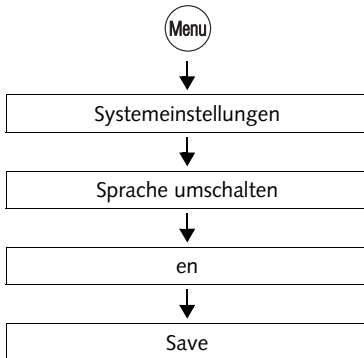 Menu
Systemeinstellungen
Sprache umschalten
en
Save